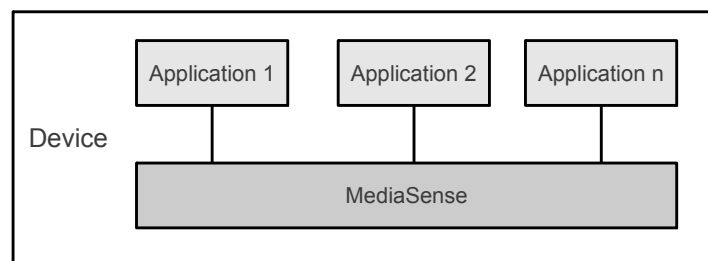 Application 1
Application 2
Application n
Device
MediaSense